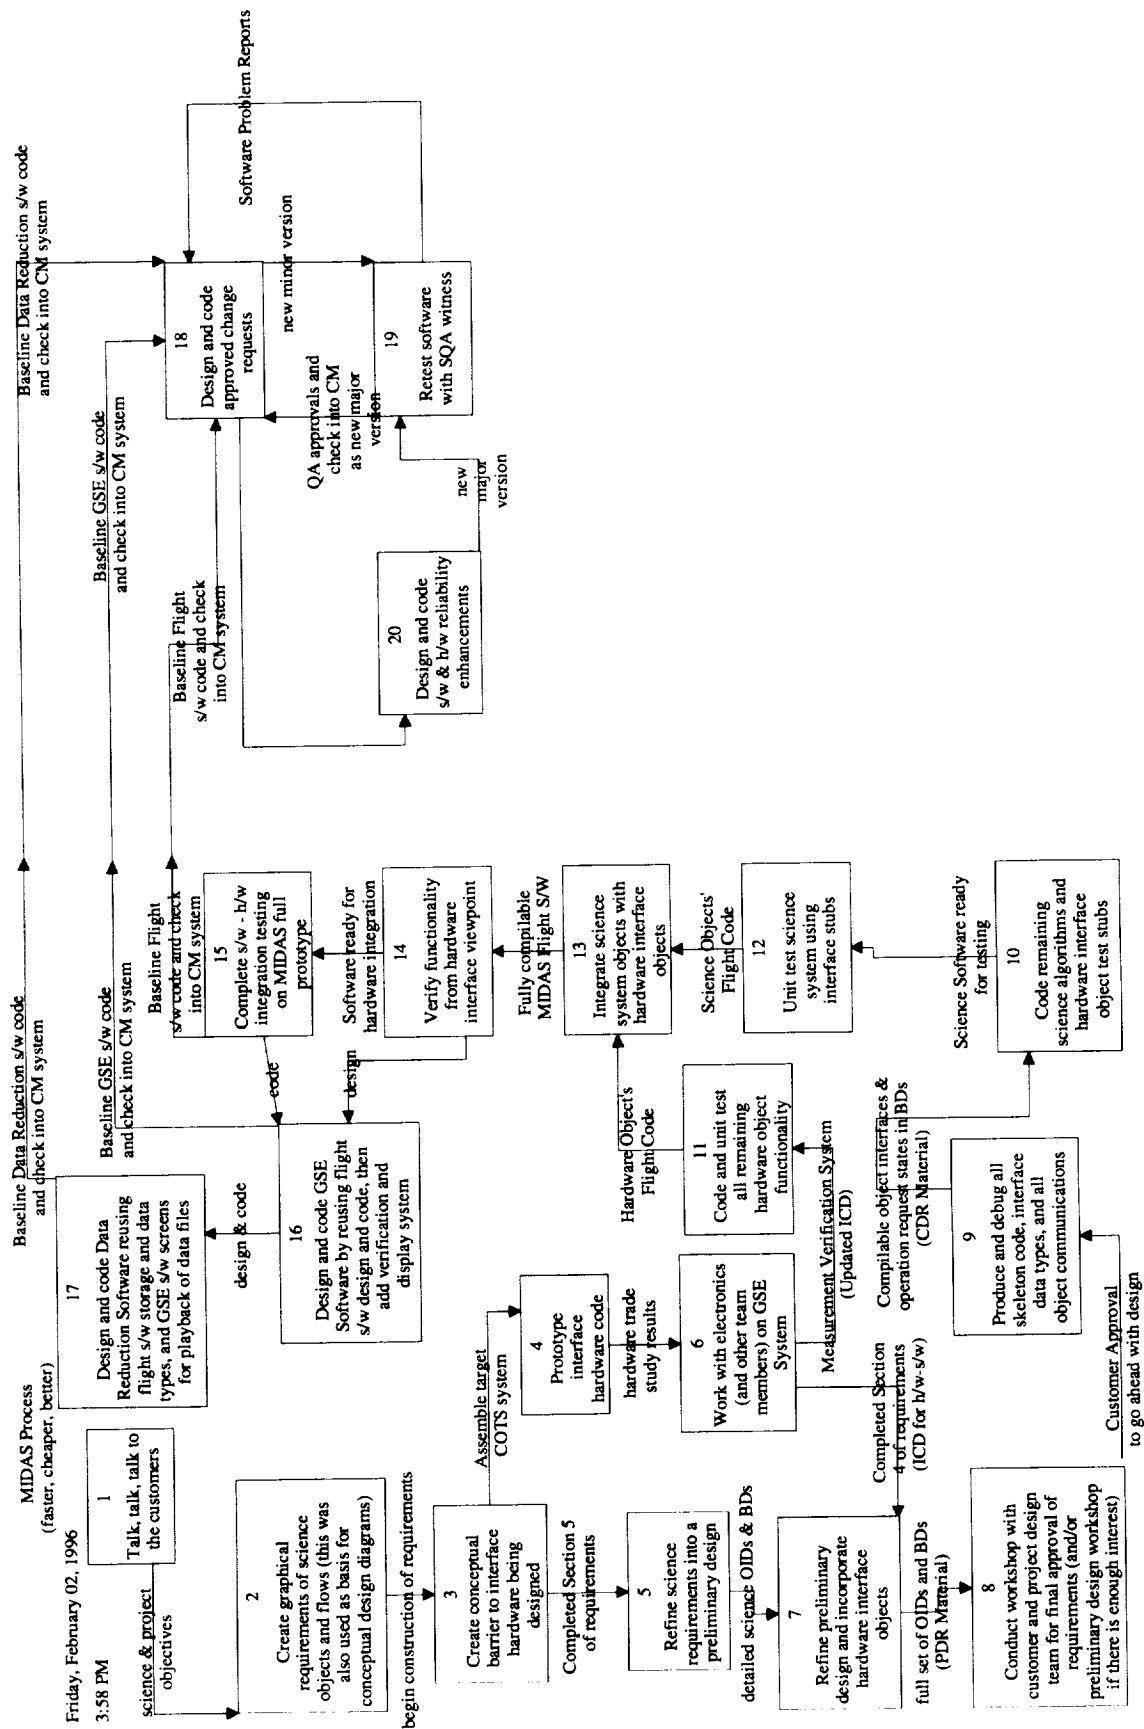 MIDAS Process
(faster, cheaper, better)
Friday, February 02, 1996
3:58 PM
1
Talk, talk, talk to
the customers
science & project
objectives
2
Create graphical
requirements of science
objects and flows (this was
also used as basis for
conceptual design diagrams)
begin construction of requirements
3
Create conceptual
barrier to interface
hardware being
designed
Assemble target
COTS system
Completed Section 5
of requirements
4
Prototype
interface
hardware code
hardware trade
study results
5
Refine science
requirements into a
preliminary design
detailed science OIDs & BDs
6
Work with electronics
(and other team
members) on GSE
System
Measurement Verification System
(Updated ICD)
Completed Section
4 of requirements
(ICD for h/w-s/w)
7
Refine preliminary
design and incorporate
hardware interface
objects
full set of OIDs and BDs
(PDR Material)
8
Conduct workshop with
customer and project design
team for final approval of
requirements (and/or
preliminary design workshop
if there is enough interest)
Customer Approval
to go ahead with design
9
Produce and debug all
skeleton code, interface
data types, and all
object communications
Compilable object interfaces &
operation request states in BDs
(CDR Material)
10
Code remaining
science algorithms and
hardware interface
object test stubs
Science Software ready
for testing
11
Code and unit test
all remaining
hardware object
functionality
Hardware Object's
Flight Code
12
Unit test science
system using
interface stubs
Science Objects'
Flight Code
13
Integrate science
system objects with
hardware interface
objects
Fully compilable
MIDAS Flight S/W
14
Verify functionality
from hardware
interface viewpoint
Software ready for
hardware integration
design
15
Complete s/w - h/w
integration testing
on MIDAS full
prototype
code
Baseline Flight
s/w code and check
into CM system
16
Design and code GSE
Software by reusing flight
s/w design and code, then
add verification and
display system
design & code
Baseline GSE s/w code
and check into CM system
17
Design and code Data
Reduction Software reusing
flight s/w storage and data
types, and GSE s/w screens
for playback of data files
Baseline Data Reduction s/w code
and check into CM system
Baseline Data Reduction s/w code
and check into CM system
Baseline GSE s/w code
and check into CM system
Baseline Flight
s/w code and check
into CM system
18
Design and code
approved change
requests
Software Problem Reports
new minor version
QA approvals and
check into CM
as new major
version
19
Retest software
with SQA witness
new
major
version
20
Design and code
s/w & h/w reliability
enhancements